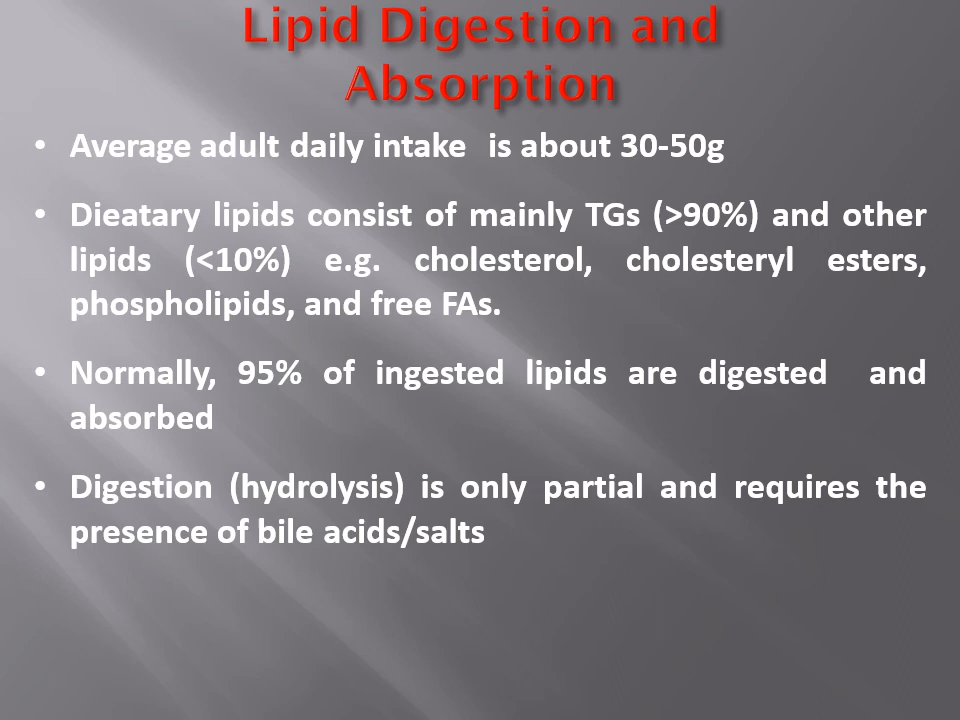 Lipid Digestion and
Absorption
• Average adult daily intake  is about 30-50g
• Dieatary lipids consist of mainly TGs (>90%) and other
lipids (<10%) e.g. cholesterol, cholesteryl esters,
phospholipids, and free FAs.
• Normally, 95% of ingested lipids are digested  and
absorbed
• Digestion (hydrolysis) is only partial and requires the
presence of bile acids/salts